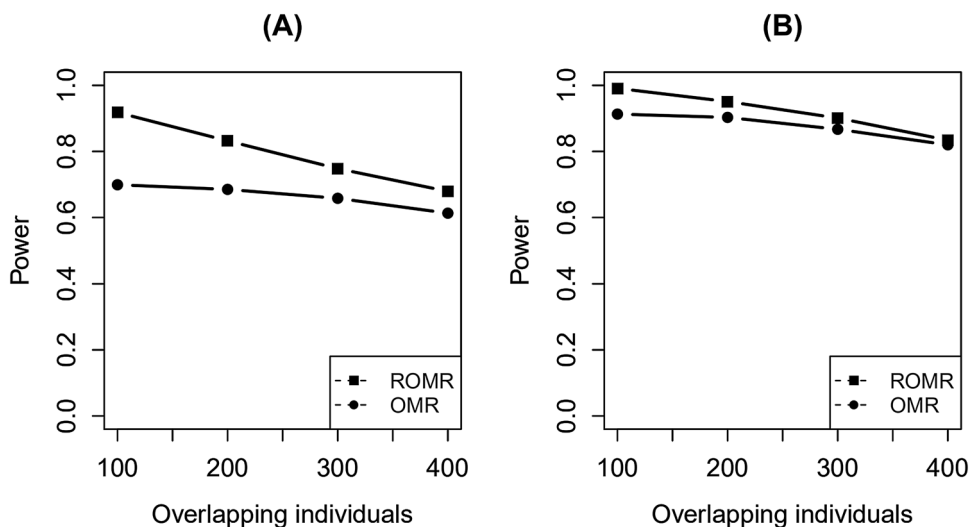 (A)
Power
1.0
0.8
0.6
0.4
0.2
0.0
ROMR
OMR
100 200 300 400
Overlapping individuals
(B)
Power
1.0
0.8
0.6
0.4
0.2
0.0
ROMR
OMR
100 200 300 400
Overlapping individuals